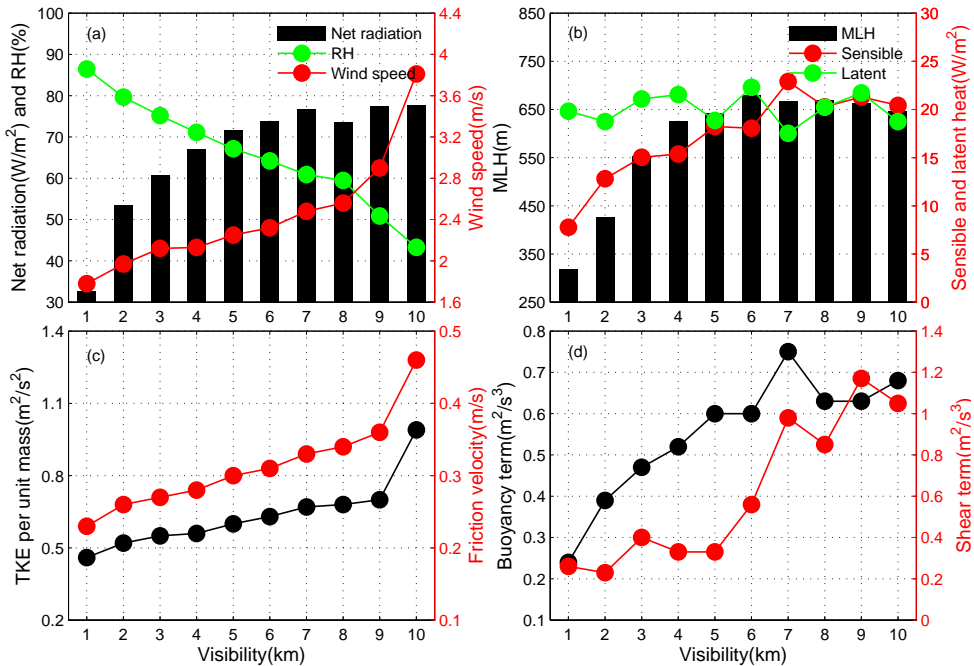 (a)
Net radiation
RH
Wind speed
Net radiation(W/m²) and RH(%)
100
90
80
70
60
50
40
30
Wind speed(m/s)
4.4
4
3.6
3.2
2.8
2.4
2
1.6
1 2 3 4 5 6 7 8 9 10
(b)
MLH
Sensible
Latent
MLH(m)
850
750
650
550
450
350
250
Sensible and latent heat(W/m²)
30
25
20
15
10
5
0
1 2 3 4 5 6 7 8 9 10
(c)
TKE per unit mass(m²/s²)
1.4
1.1
0.8
0.5
0.2
Friction velocity(m/s)
0.5
0.4
0.3
0.2
0.1
1 2 3 4 5 6 7 8 9 10
Visibility(km)
(d)
Buoyancy term(m²/s³)
0.8
0.7
0.6
0.5
0.4
0.3
0.2
0.1
Shear term(m²/s³)
1.4
1.2
1
0.8
0.6
0.4
0.2
0
1 2 3 4 5 6 7 8 9 10
Visibility(km)